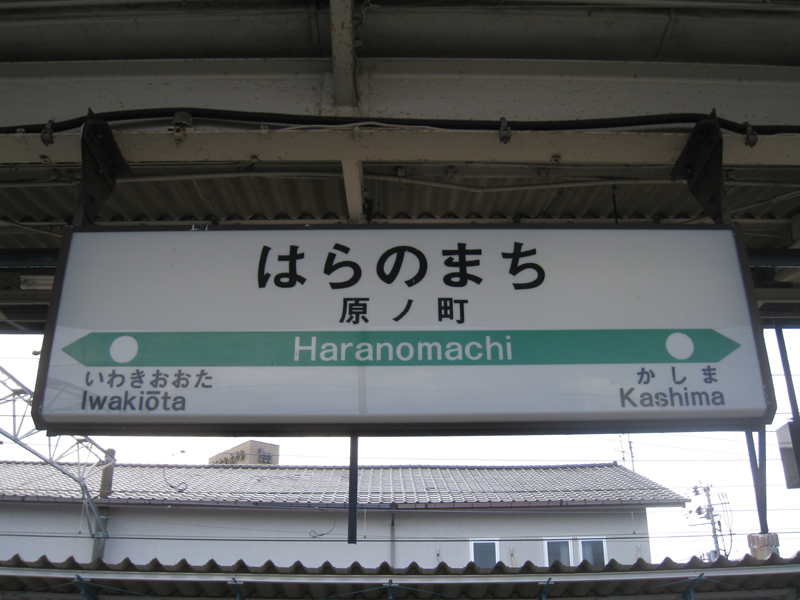 はらのまち
原ノ町
Haranomachi
いわきおおた
Iwakiōta
かしま
Kashima